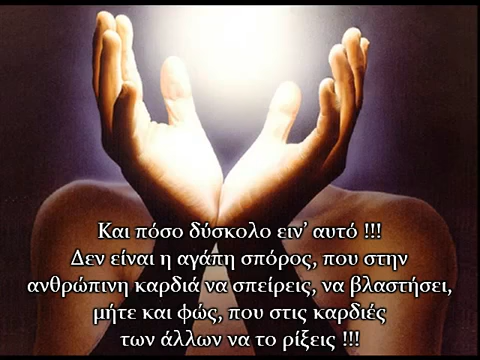 Και πόσο δύσκολο ειν’ αυτό !!!
Δεν είναι η αγάπη σπόρος, που στην
ανθρώπινη καρδιά να σπείρεις, να βλαστήσει,
μήτε και φώς, που στις καρδιές
των άλλων να το ρίξεις !!!